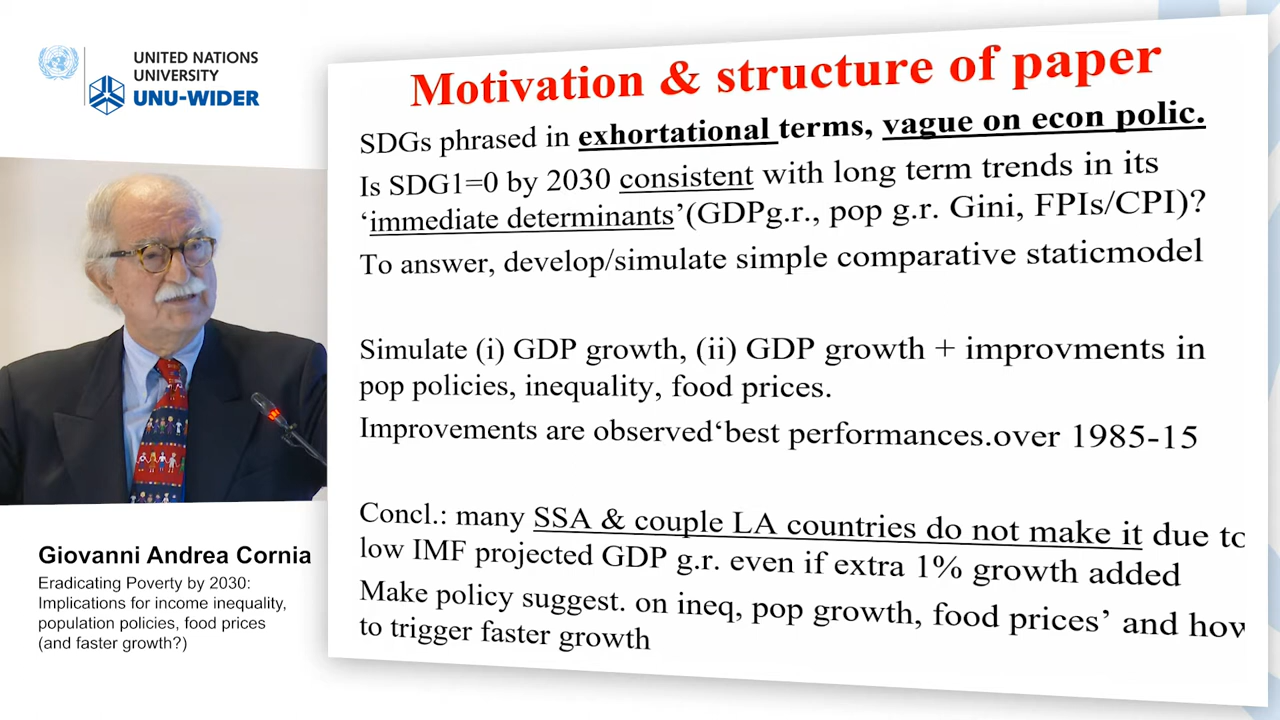 UNITED NATIONS
UNIVERSITY
UNU-WIDER
Motivation & structure of paper
SDGs phrased in exhortational terms, vague on econ polic.
Is SDG1=0 by 2030 consistent with long term trends in its
‘immediate determinants’(GDPg.r., pop g.r. Gini, FPIs/CPI)?
To answer, develop/simulate simple comparative staticmodel
Simulate (i) GDP growth, (ii) GDP growth + improvments in
pop policies, inequality, food prices.
Improvements are observed‘best performances.over 1985-15
Concl.: many SSA & couple LA countries do not make it due to
low IMF projected GDP g.r. even if extra 1% growth added
Make policy suggest. on ineq, pop growth, food prices’ and how
to trigger faster growth
Giovanni Andrea Cornia
Eradicating Poverty by 2030:
Implications for income inequality,
population policies, food prices
(and faster growth?)